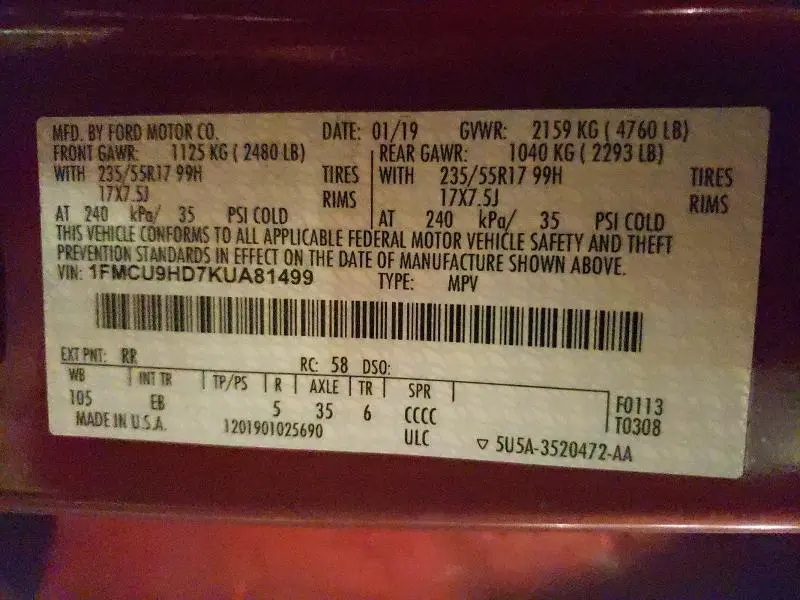 MFD. BY FORD MOTOR CO. DATE: 01/19 GVWR: 2159 KG ( 4760 LB)
FRONT GAWR: 1125 KG ( 2480 LB) REAR GAWR: 1040 KG ( 2293 LB)
WITH 235/55R17 99H TIRES WITH 235/55R17 99H TIRES
17X7.5J RIMS 17X7.5J RIMS
AT 240 kPa/ 35 PSI COLD AT 240 kPa/ 35 PSI COLD
THIS VEHICLE CONFORMS TO ALL APPLICABLE FEDERAL MOTOR VEHICLE SAFETY AND THEFT
PREVENTION STANDARDS IN EFFECT ON THE DATE OF MANUFACTURE SHOWN ABOVE.
VIN: 1FMCU9HD7KUA81499 TYPE: MPV
EXT PNT: RR RC: 58 DSO:
WB INT TR TP/PS R AXLE TR SPR
105 EB 5 35 6 CCCC F0113
MADE IN U.S.A. 1201901025690 ULC T0308
▽ 5U5A-3520472-AA